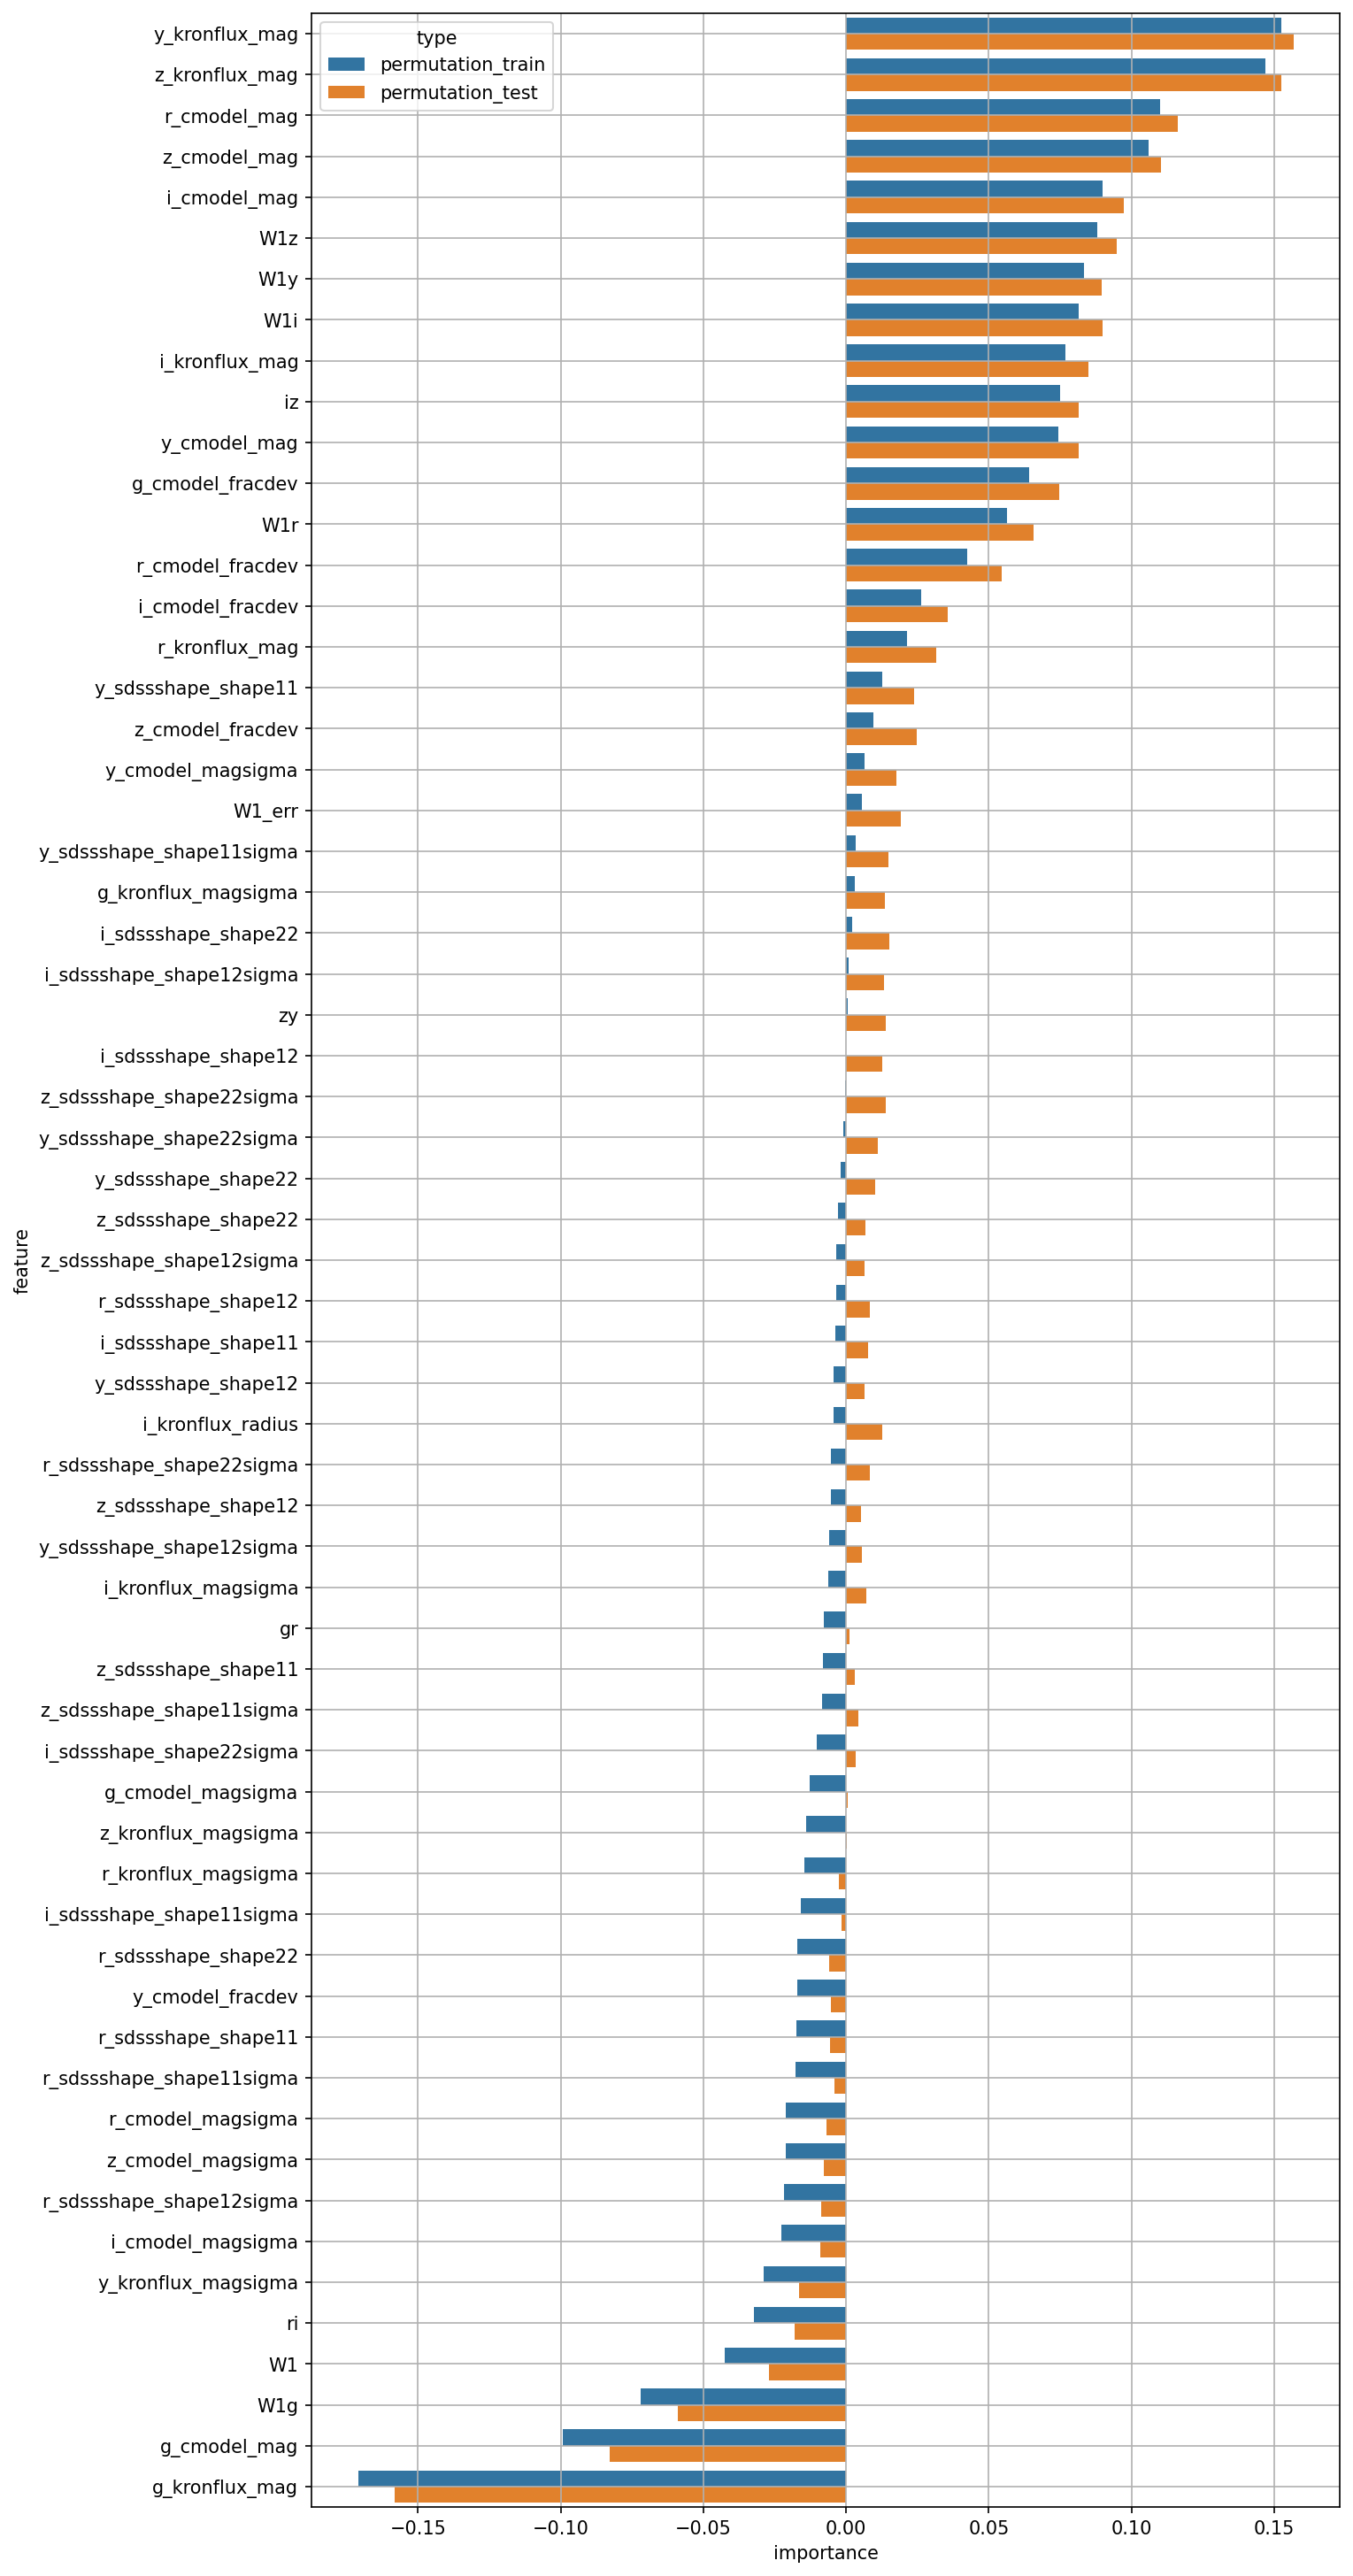 type
permutation_train
permutation_test
y_kronflux_mag
z_kronflux_mag
r_cmodel_mag
z_cmodel_mag
i_cmodel_mag
W1z
W1y
W1i
i_kronflux_mag
iz
y_cmodel_mag
g_cmodel_fracdev
W1r
r_cmodel_fracdev
i_cmodel_fracdev
r_kronflux_mag
y_sdssshape_shape11
z_cmodel_fracdev
y_cmodel_magsigma
W1_err
y_sdssshape_shape11sigma
g_kronflux_magsigma
i_sdssshape_shape22
i_sdssshape_shape12sigma
zy
i_sdssshape_shape12
z_sdssshape_shape22sigma
y_sdssshape_shape22sigma
y_sdssshape_shape22
z_sdssshape_shape22
z_sdssshape_shape12sigma
r_sdssshape_shape12
i_sdssshape_shape11
y_sdssshape_shape12
i_kronflux_radius
r_sdssshape_shape22sigma
z_sdssshape_shape12
y_sdssshape_shape12sigma
i_kronflux_magsigma
gr
z_sdssshape_shape11
z_sdssshape_shape11sigma
i_sdssshape_shape22sigma
g_cmodel_magsigma
z_kronflux_magsigma
r_kronflux_magsigma
i_sdssshape_shape11sigma
r_sdssshape_shape22
y_cmodel_fracdev
r_sdssshape_shape11
r_sdssshape_shape11sigma
r_cmodel_magsigma
z_cmodel_magsigma
r_sdssshape_shape12sigma
i_cmodel_magsigma
y_kronflux_magsigma
ri
W1
W1g
g_cmodel_mag
g_kronflux_mag
feature
−0.15 −0.10 −0.05 0.00 0.05 0.10 0.15
importance